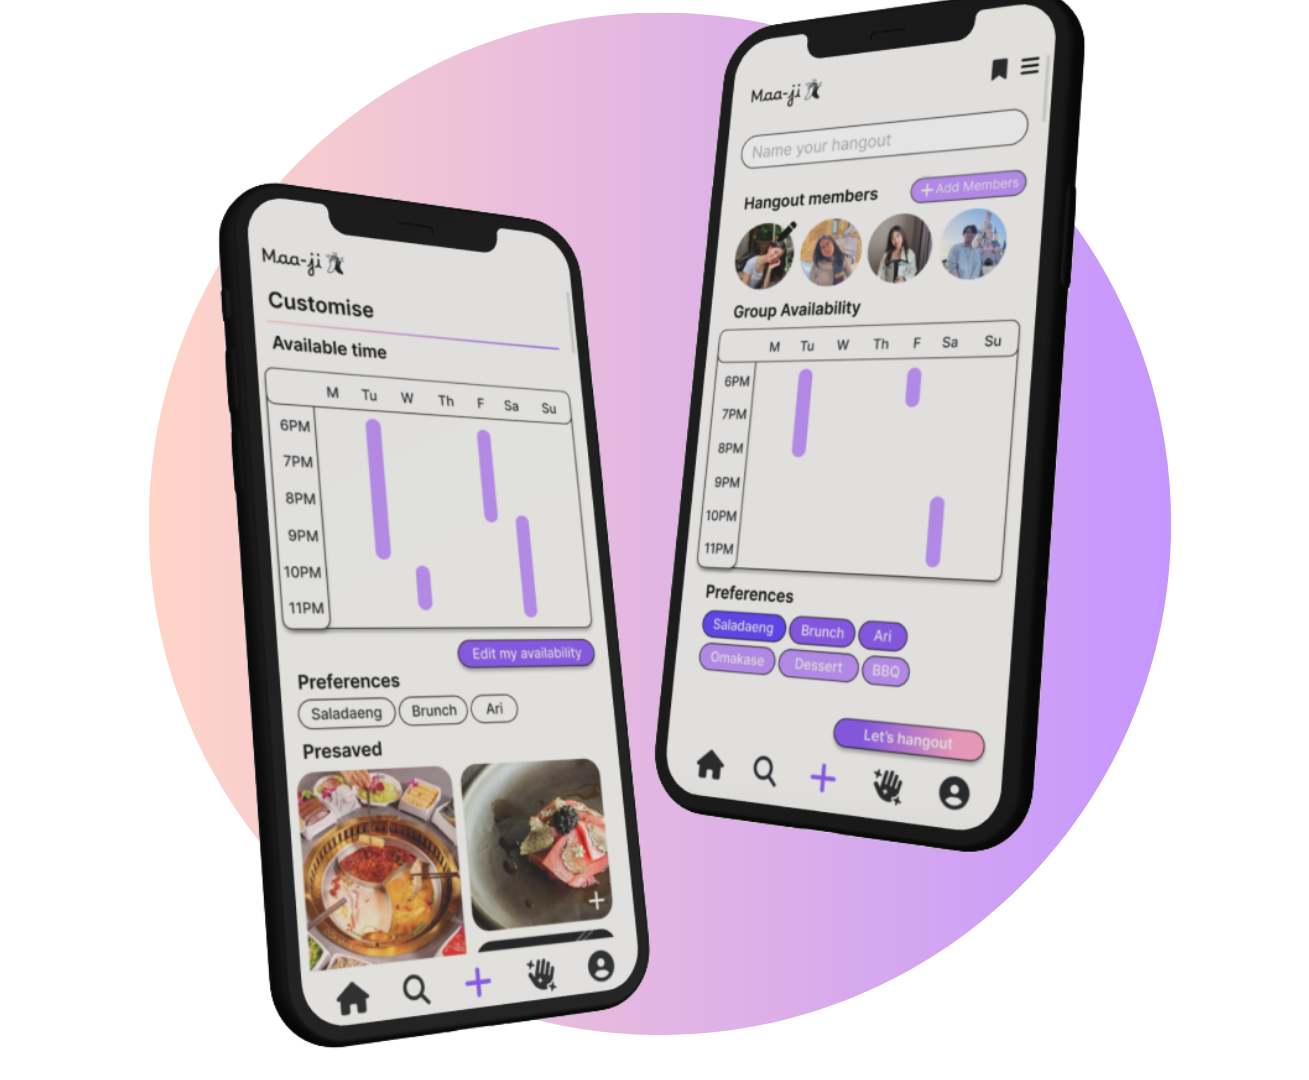 Maa-ji
Customise
Available time
M Tu W Th F Sa Su
6PM
7PM
8PM
9PM
10PM
11PM
Edit my availability
Preferences
Saladaeng Brunch Ari
Presaved
Maa-ji
Name your hangout
Hangout members
+ Add Members
Group Availability
M Tu W Th F Sa Su
6PM
7PM
8PM
9PM
10PM
11PM
Preferences
Saladaeng Brunch Ari
Omakase Dessert BBQ
Let's hangout